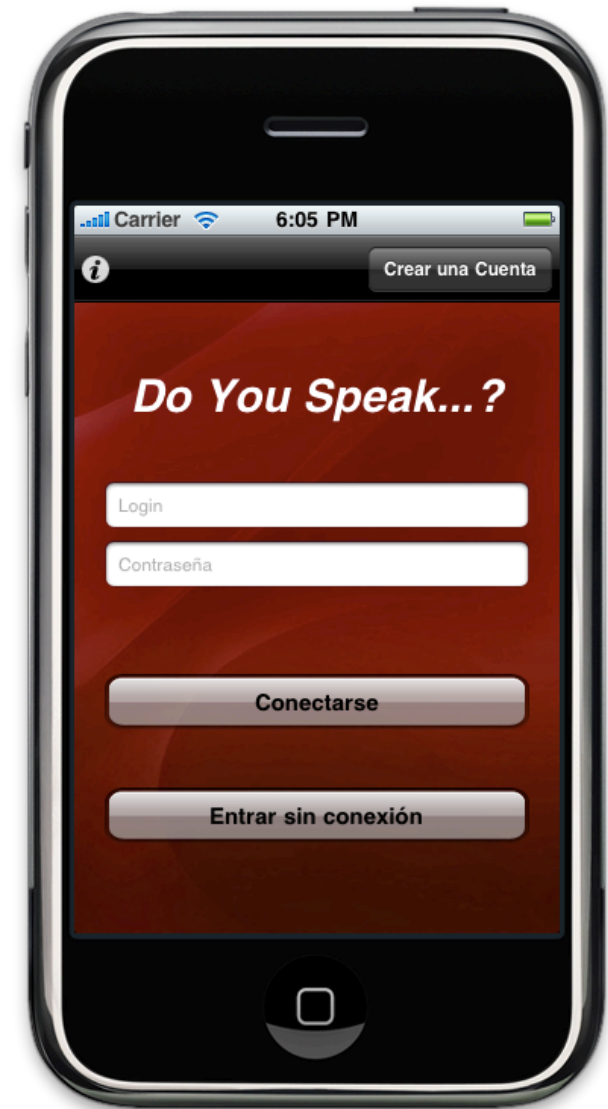 Carrier 6:05 PM
Crear una Cuenta
Do You Speak...?
Login
Contraseña
Conectarse
Entrar sin conexión